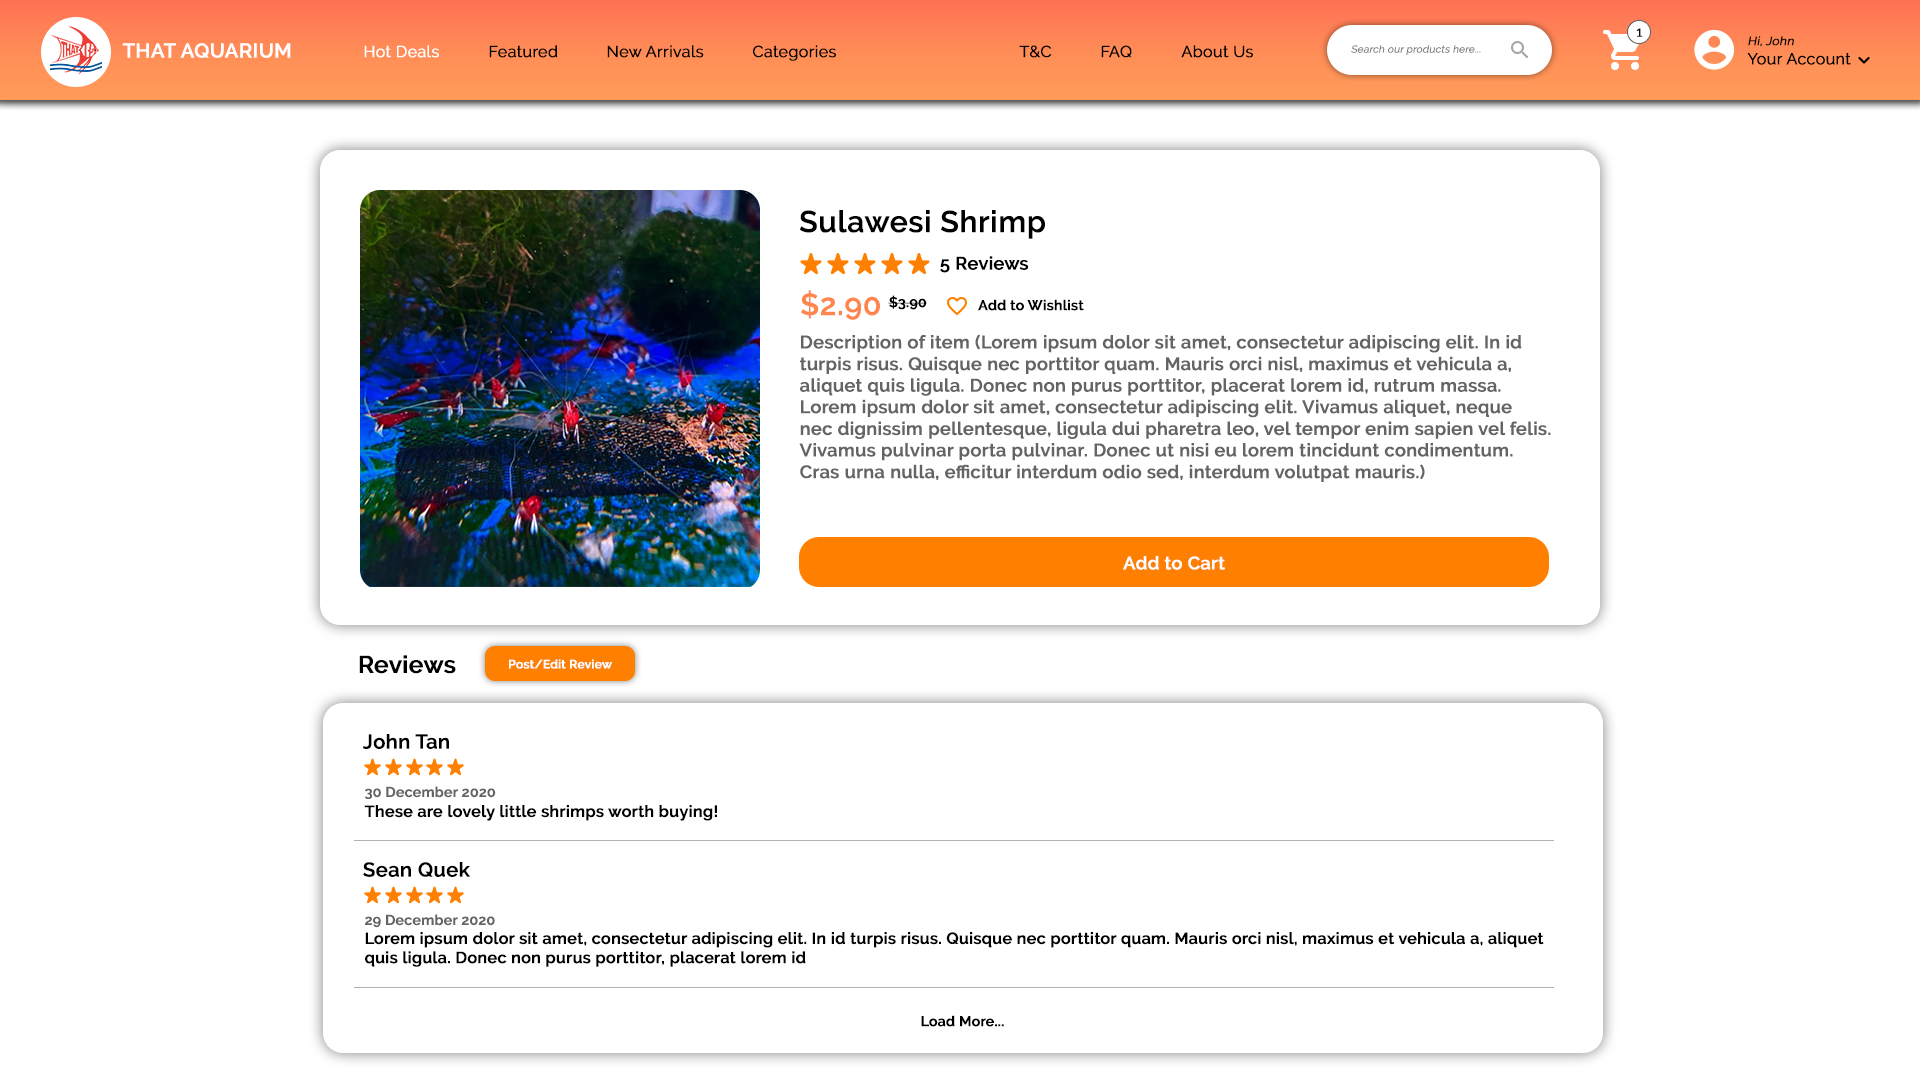 THAT AQUARIUM
Hot Deals
Featured
New Arrivals
Categories
T&C
FAQ
About Us
Search our products here...
1
Hi, John
Your Account
Sulawesi Shrimp
5 Reviews
$2.90 $3.90 Add to Wishlist
Description of item (Lorem ipsum dolor sit amet, consectetur adipiscing elit. In id
turpis risus. Quisque nec porttitor quam. Mauris orci nisl, maximus et vehicula a,
aliquet quis ligula. Donec non purus porttitor, placerat lorem id, rutrum massa.
Lorem ipsum dolor sit amet, consectetur adipiscing elit. Vivamus aliquet, neque
nec dignissim pellentesque, ligula dui pharetra leo, vel tempor enim sapien vel felis.
Vivamus pulvinar porta pulvinar. Donec ut nisi eu lorem tincidunt condimentum.
Cras urna nulla, efficitur interdum odio sed, interdum volutpat mauris.)
Add to Cart
Reviews
Post/Edit Review
John Tan
30 December 2020
These are lovely little shrimps worth buying!
Sean Quek
29 December 2020
Lorem ipsum dolor sit amet, consectetur adipiscing elit. In id turpis risus. Quisque nec porttitor quam. Mauris orci nisl, maximus et vehicula a, aliquet
quis ligula. Donec non purus porttitor, placerat lorem id
Load More...